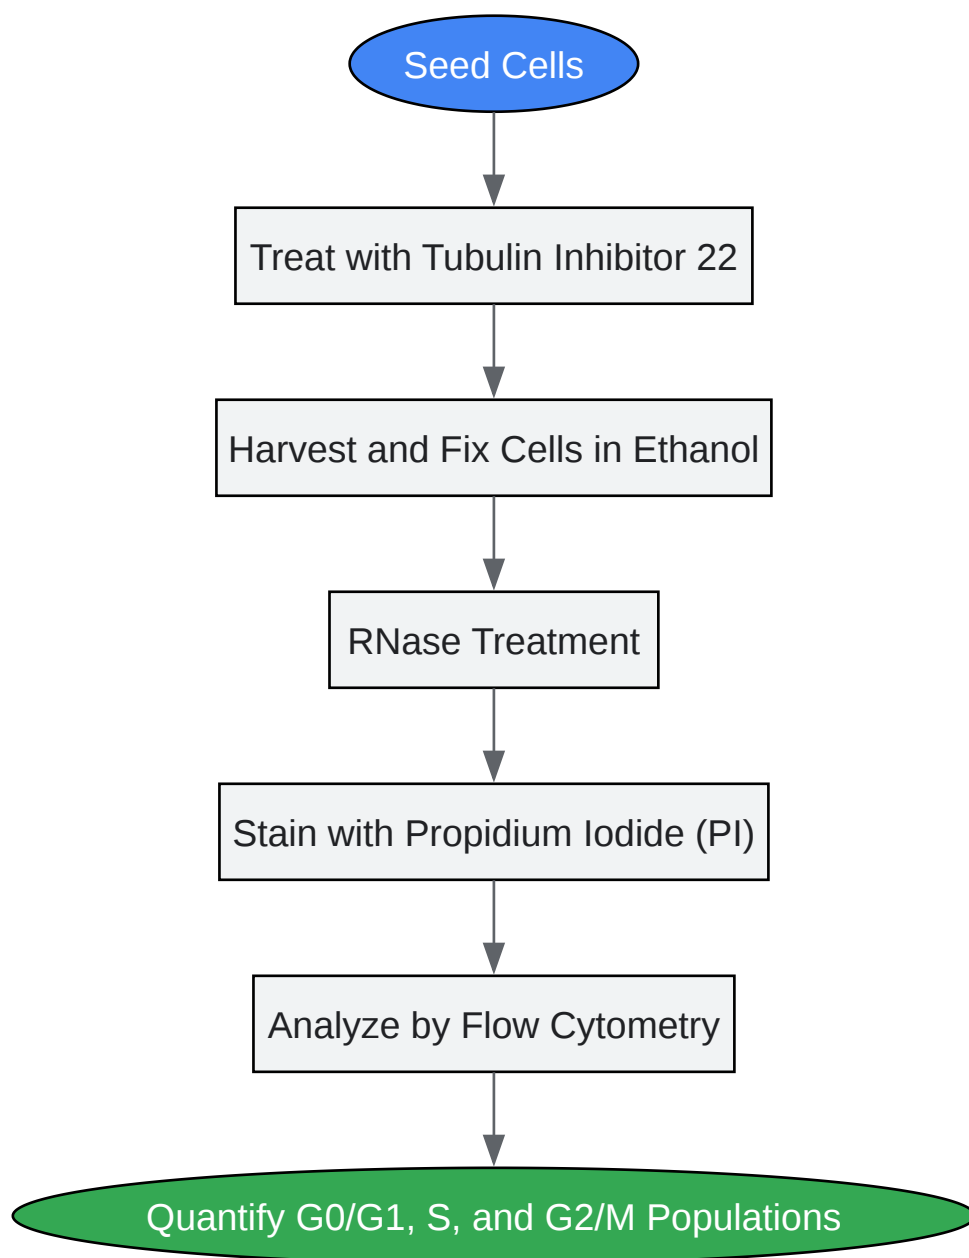 Seed Cells
Treat with Tubulin Inhibitor 22
Harvest and Fix Cells in Ethanol
RNase Treatment
Stain with Propidium Iodide (PI)
Analyze by Flow Cytometry
Quantify G0/G1, S, and G2/M Populations